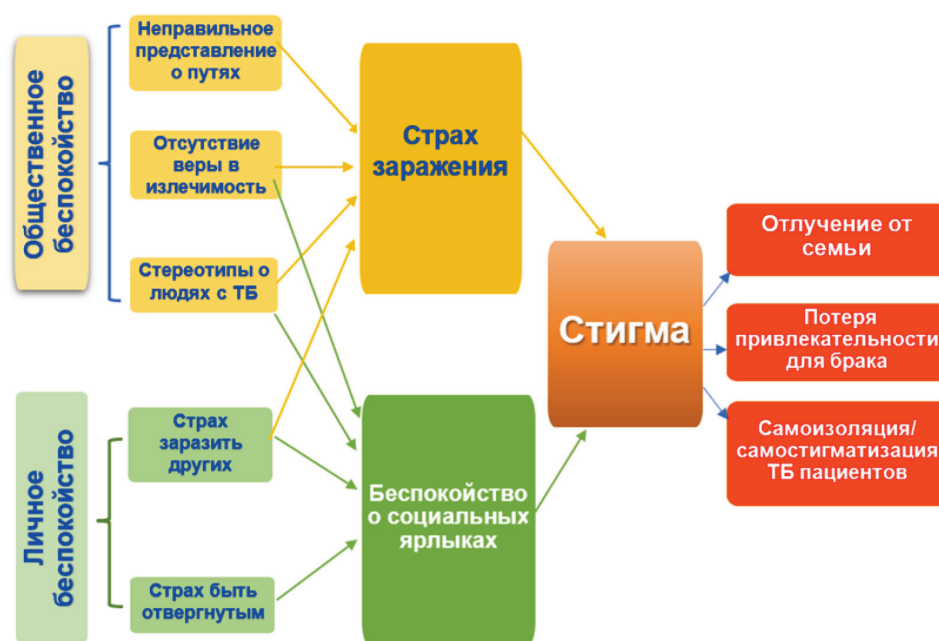 Общественное
беспокойство
Неправильное
представление
о путях
Отсутствие
веры в
излечимость
Стереотипы о
людях с ТБ
Личное
беспокойство
Страх
заразить
других
Страх быть
отвергнутым
Страх
заражения
Беспокойство
о социальных
ярлыках
Стигма
Отлучение от
семьи
Потеря
привлекательности
для брака
Самоизоляция/
самостигматизация
ТБ пациентов